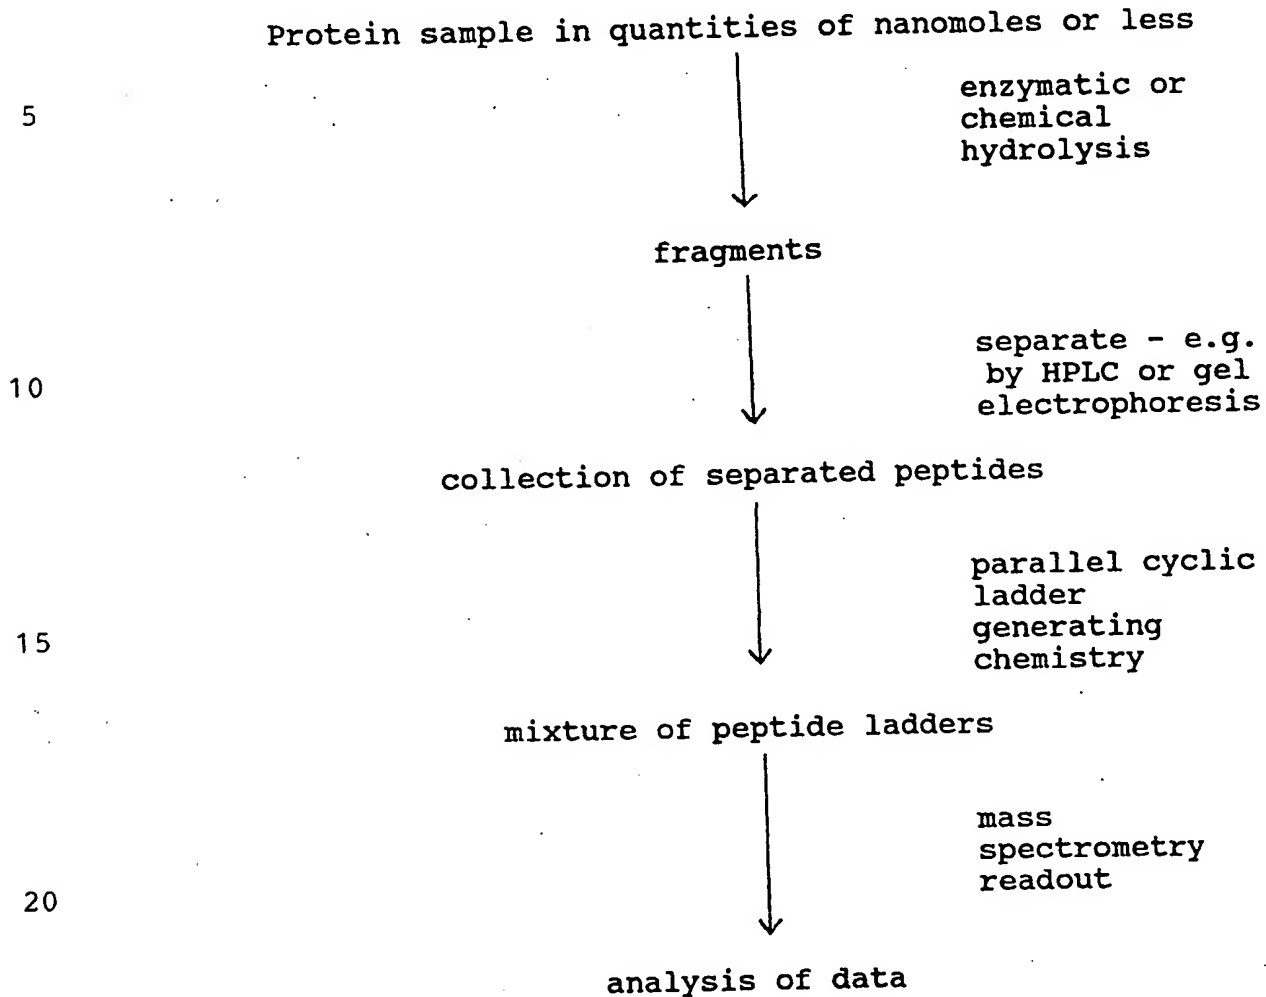 Protein sample in quantities of nanomoles or less
5
enzymatic or
chemical
hydrolysis
fragments
10
separate - e.g.
by HPLC or gel
electrophoresis
collection of separated peptides
15
parallel cyclic
ladder
generating
chemistry
mixture of peptide ladders
20
mass
spectrometry
readout
analysis of data